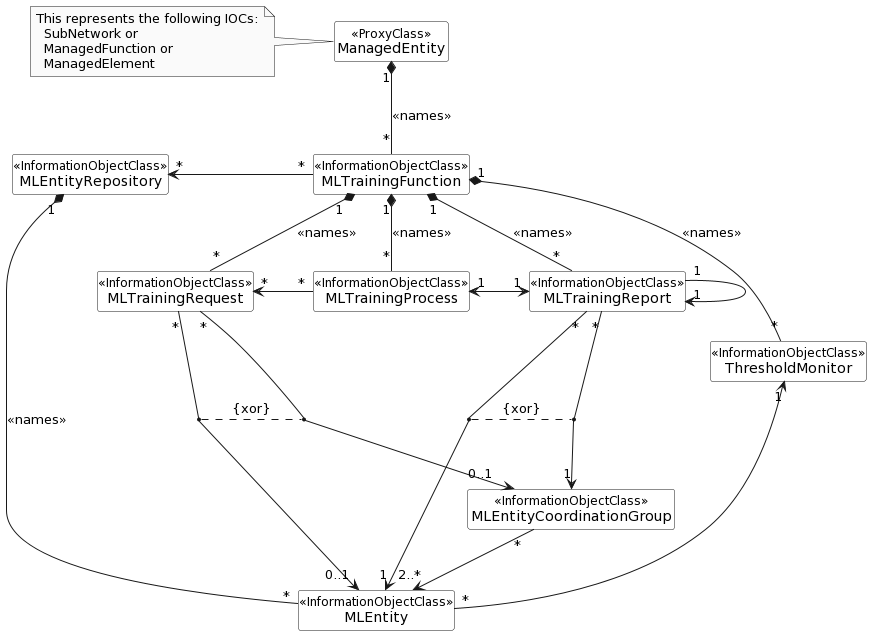 This represents the following IOCs:
SubNetwork or
ManagedFunction or
ManagedElement
«ProxyClass»
ManagedEntity
1
«names»
*
«InformationObjectClass»
MLEntityRepository
*
*
«InformationObjectClass»
MLTrainingFunction
1
1
1
1
1
«names»
«names»
«names»
«names»
*
*
*
«InformationObjectClass»
MLTrainingRequest
*
*
«InformationObjectClass»
MLTrainingProcess
1
1
«InformationObjectClass»
MLTrainingReport
1
1
*
«InformationObjectClass»
ThresholdMonitor
1
*
*
*
*
{xor}
{xor}
«names»
0..1
1
«InformationObjectClass»
MLEntityCoordinationGroup
*
0..1
1
2..*
*
«InformationObjectClass»
MLEntity
*